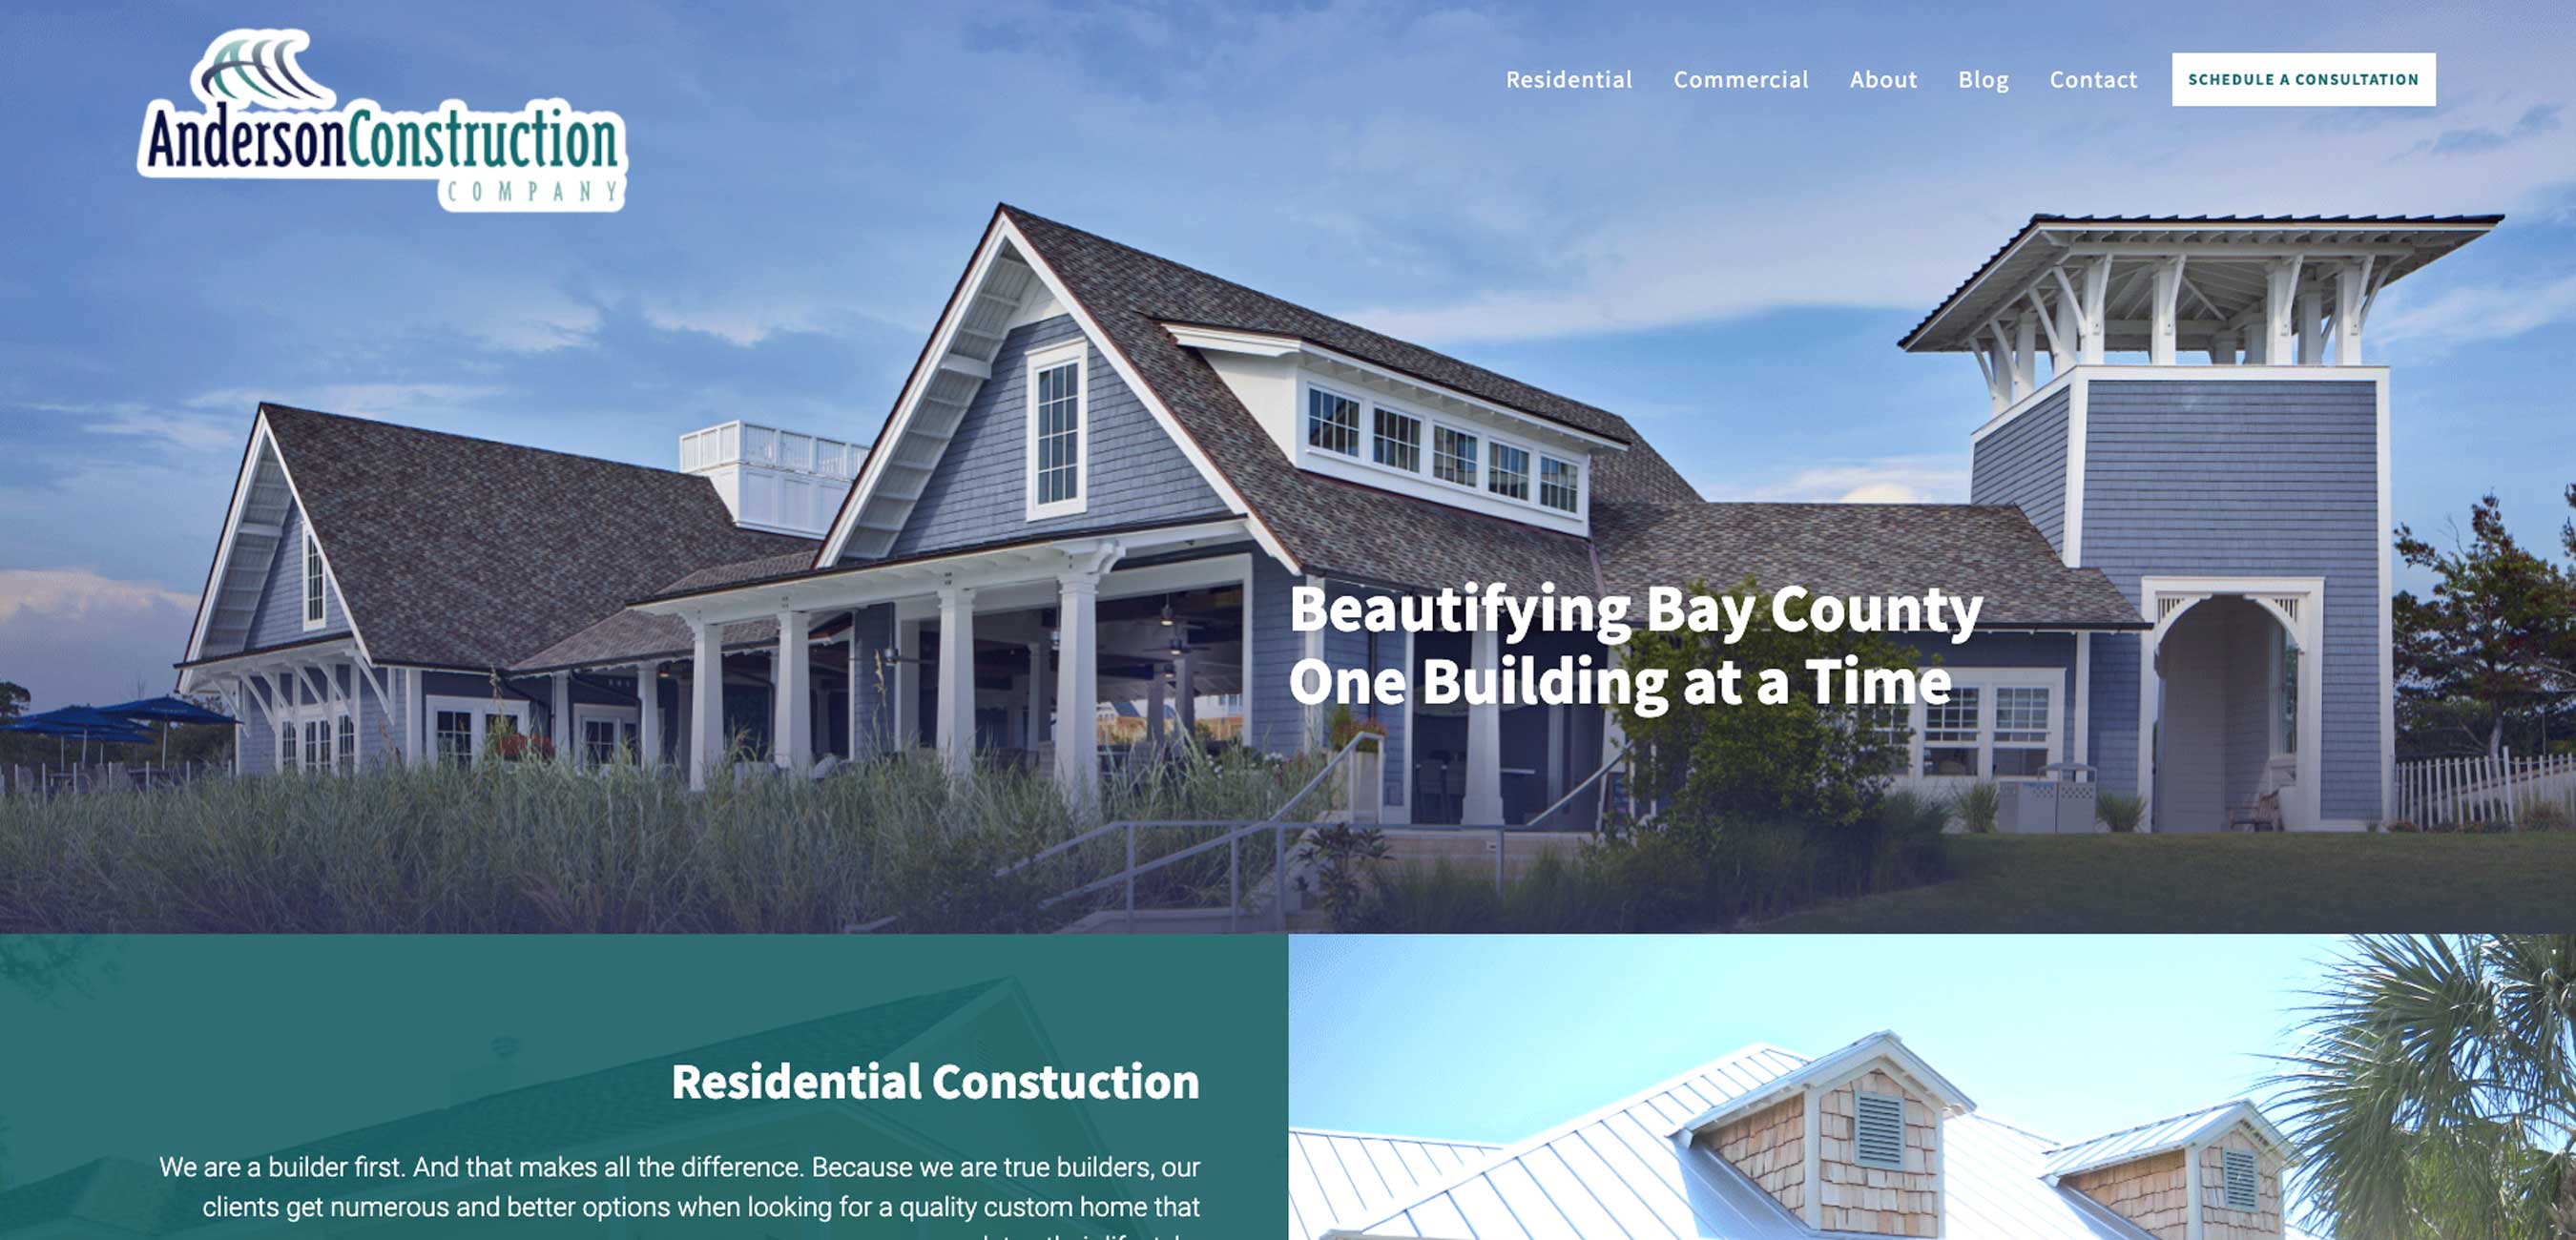 AndersonConstruction
COMPANY
Residential Commercial About Blog Contact SCHEDULE A CONSULTATION
Beautifying Bay County
One Building at a Time
Residential Constuction
We are a builder first. And that makes all the difference. Because we are true builders, our
clients get numerous and better options when looking for a quality custom home that